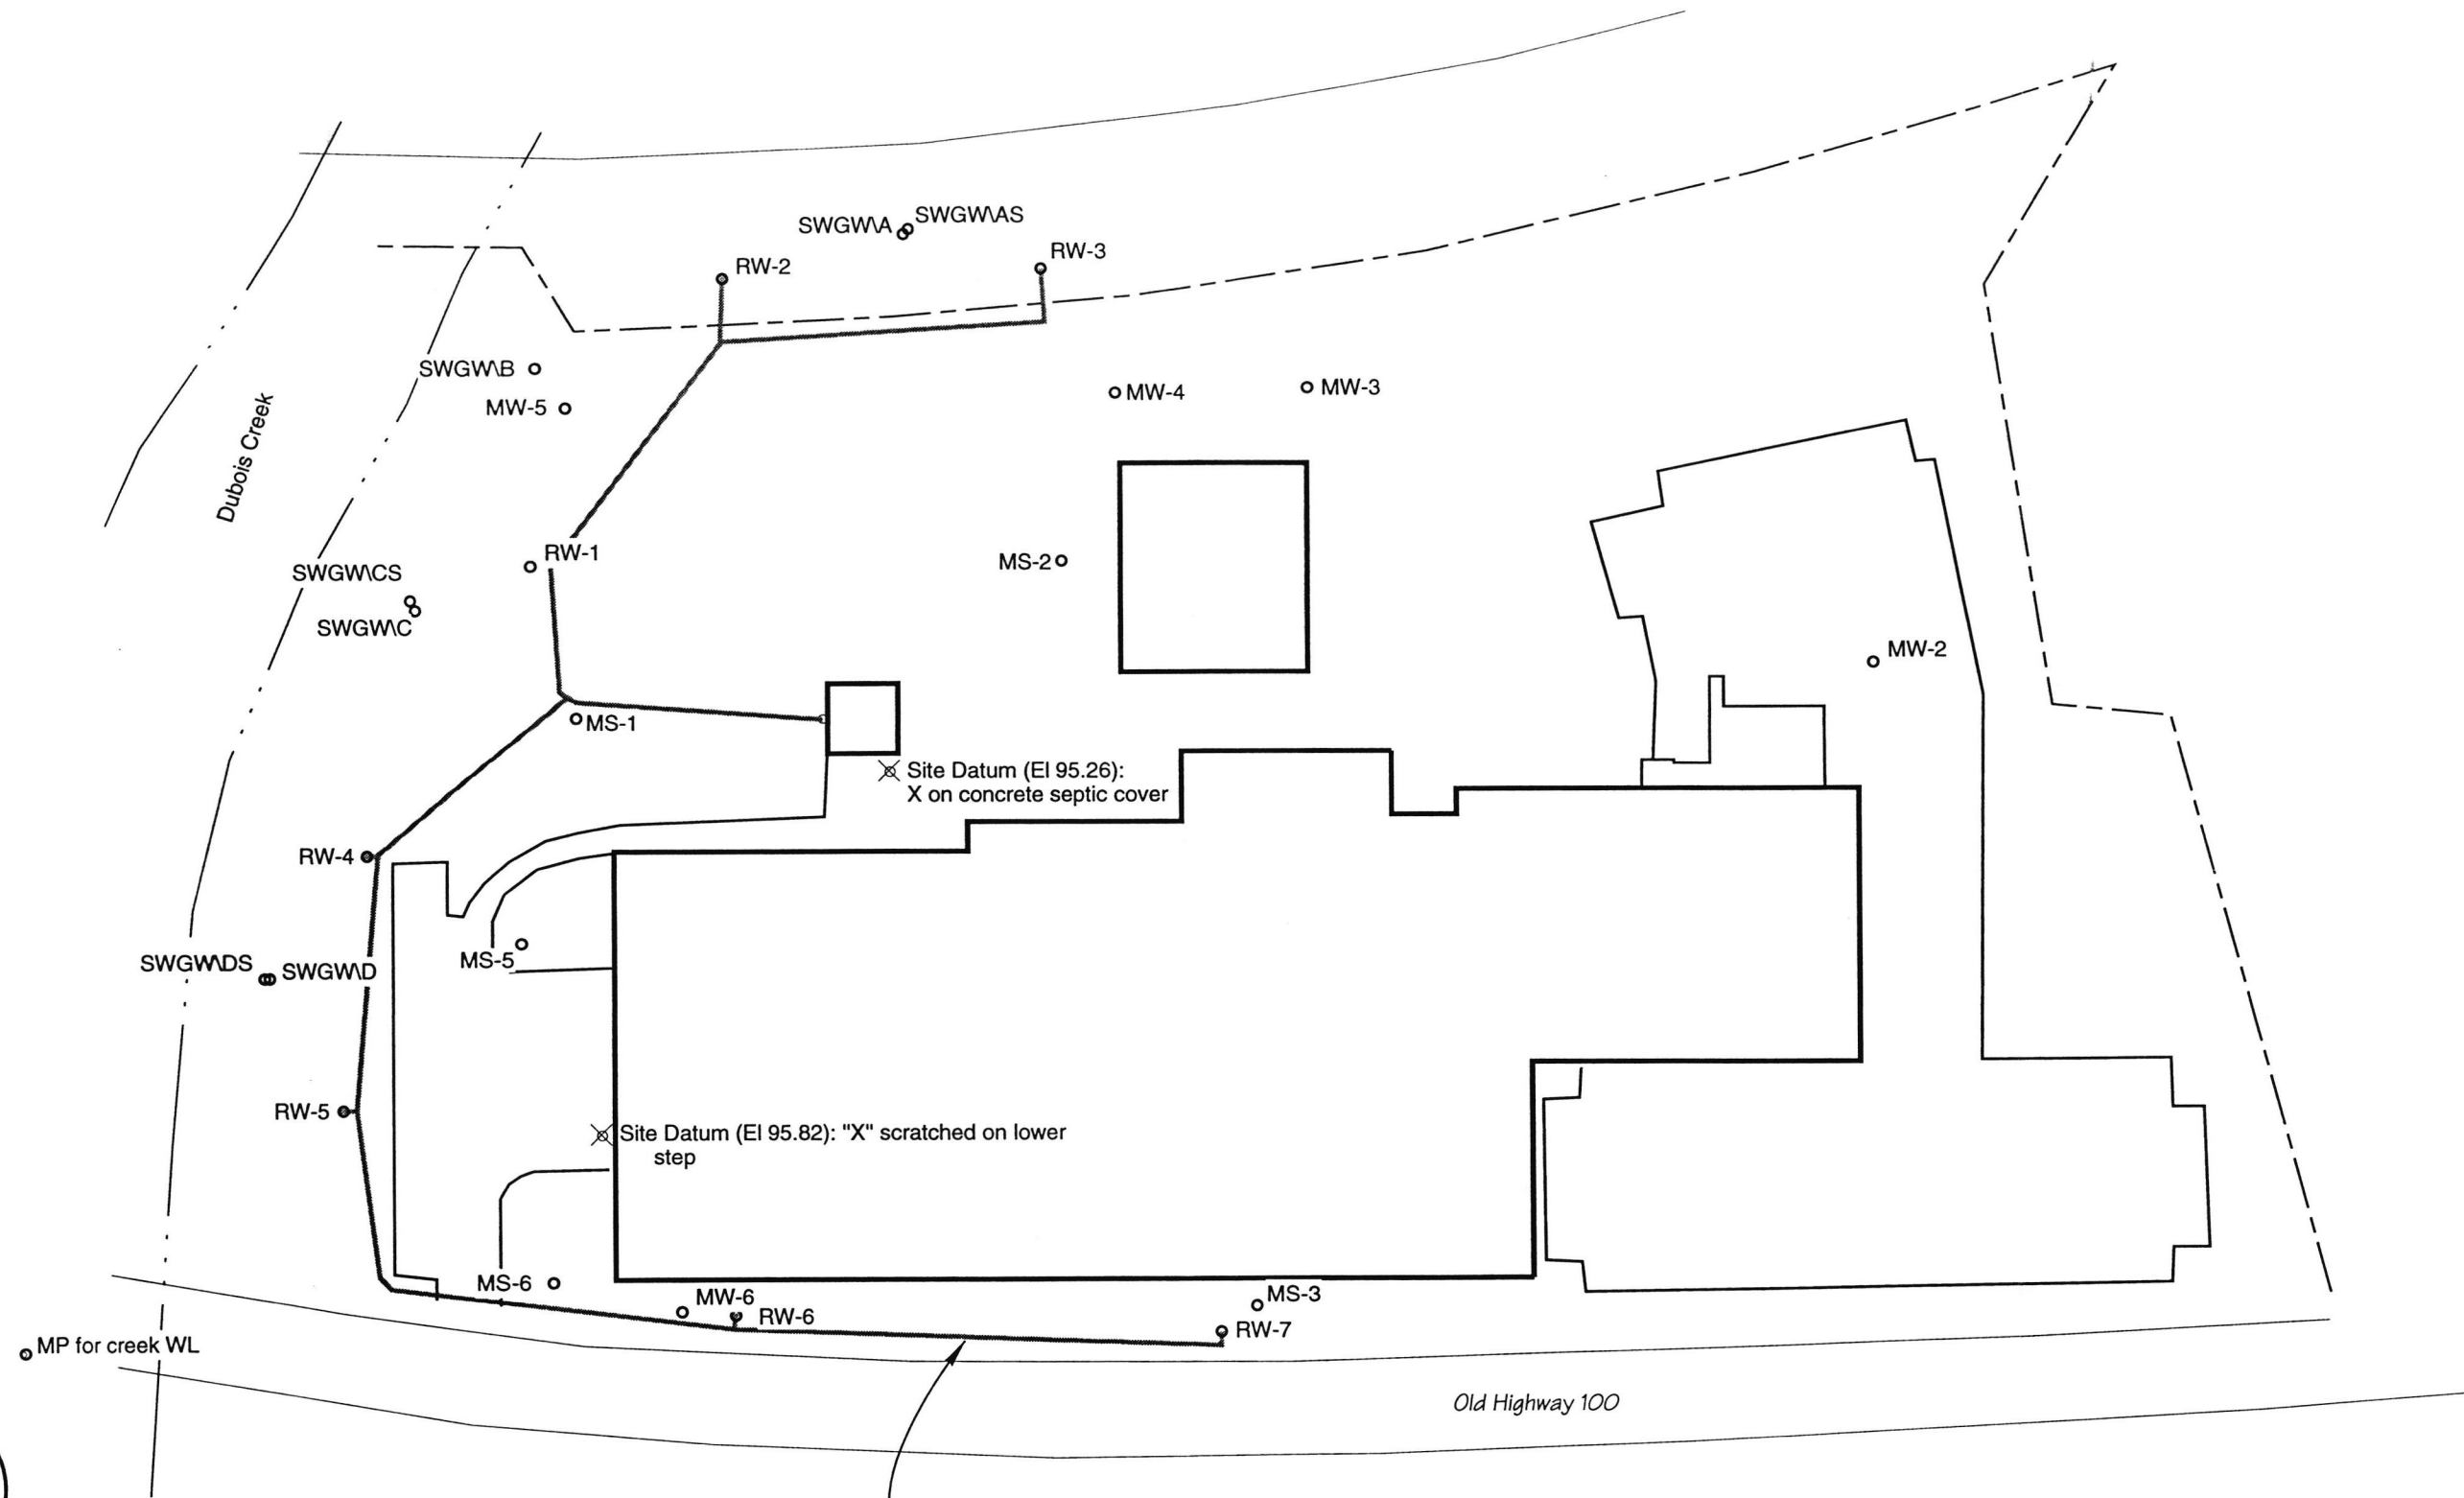 SWGW\A
SWGW\AS
RW-2
RW-3
SWGW\B
MW-5
MW-4
MW-3
Dubois Creek
RW-1
MS-2
SWGW\CS
SWGW\C
MW-2
MS-1
Site Datum (El 95.26):
X on concrete septic cover
RW-4
MS-5
SWGW\DS
SWGW\D
RW-5
Site Datum (El 95.82): "X" scratched on lower
step
MS-6
MW-6
RW-6
MS-3
RW-7
MP for creek WL
Old Highway 100